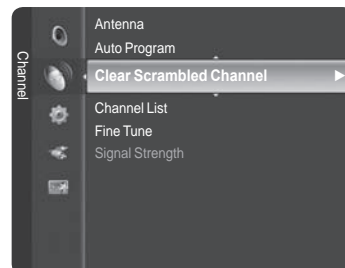 Channel
Antenna
Auto Program
Clear Scrambled Channel
Channel List
Fine Tune
Signal Strength